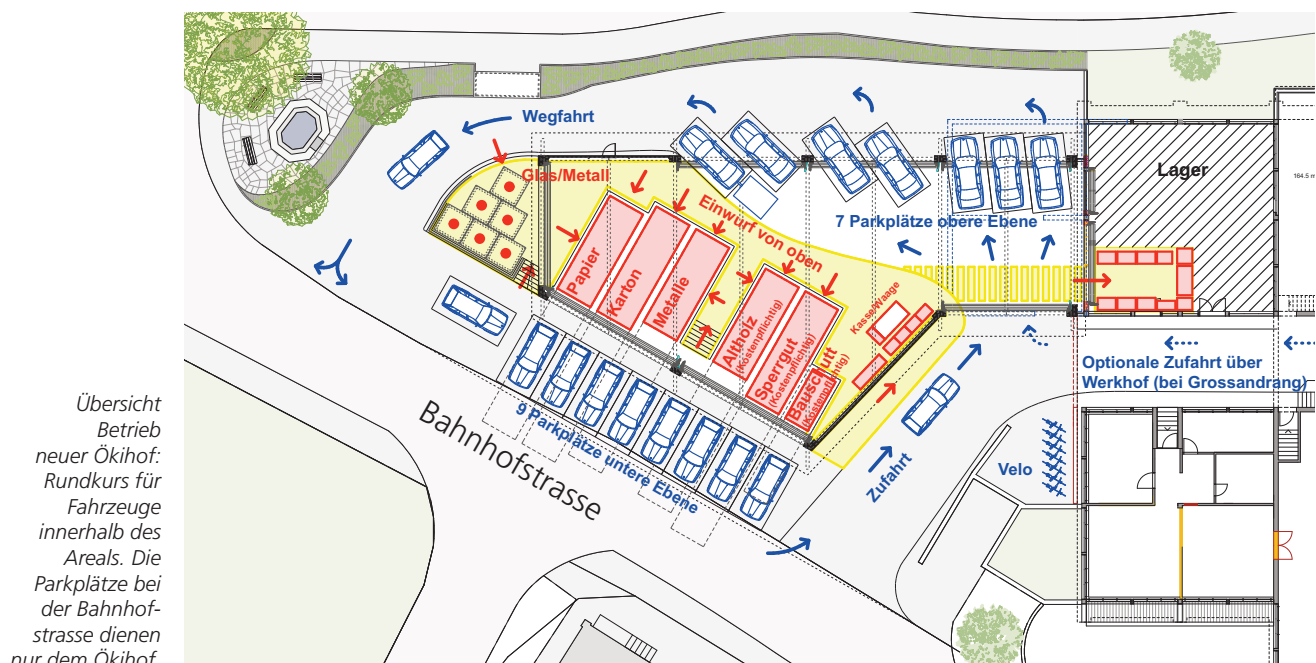 Wegfahrt
Glas/Metall
Einwurf von oben
7 Parkplätze obere Ebene
Lager
164.5 m
Papier
Karton
Metalle
Altholz
(Kostenpflichtig)
Sperrgut
(Kostenpflichtig)
Bauschutt
(Kostenpflichtig)
Kasse/Waage
Optionale Zufahrt über
Werkhof (bei Grossandrang)
9 Parkplätze untere Ebene
Bahnhofstrasse
Zufahrt
Velo
Übersicht
Betrieb
neuer Ökihof:
Rundkurs für
Fahrzeuge
innerhalb des
Areals. Die
Parkplätze bei
der Bahnhof-
strasse dienen
nur dem Ökihof.